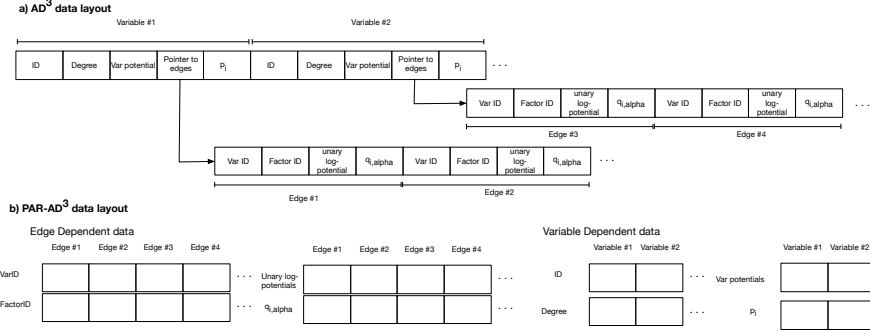 a) AD³ data layout
Variable #1 Variable #2
ID Degree Var potential Pointer to edges pᵢ ID Degree Var potential Pointer to edges pᵢ . . .
Var ID Factor ID unary log-potential qᵢ,alpha Var ID Factor ID unary log-potential qᵢ,alpha . . .
Edge #3 Edge #4
Var ID Factor ID unary log-potential qᵢ,alpha Var ID Factor ID unary log-potential qᵢ,alpha . . .
Edge #1 Edge #2
b) PAR-AD³ data layout
Edge Dependent data Variable Dependent data
Edge #1 Edge #2 Edge #3 Edge #4 Edge #1 Edge #2 Edge #3 Edge #4 Variable #1 Variable #2 Variable #1 Variable #2
VarID . . . Unary log-potentials . . . ID . . . Var potentials
FactorID . . . qᵢ,alpha . . . Degree . . . pᵢ